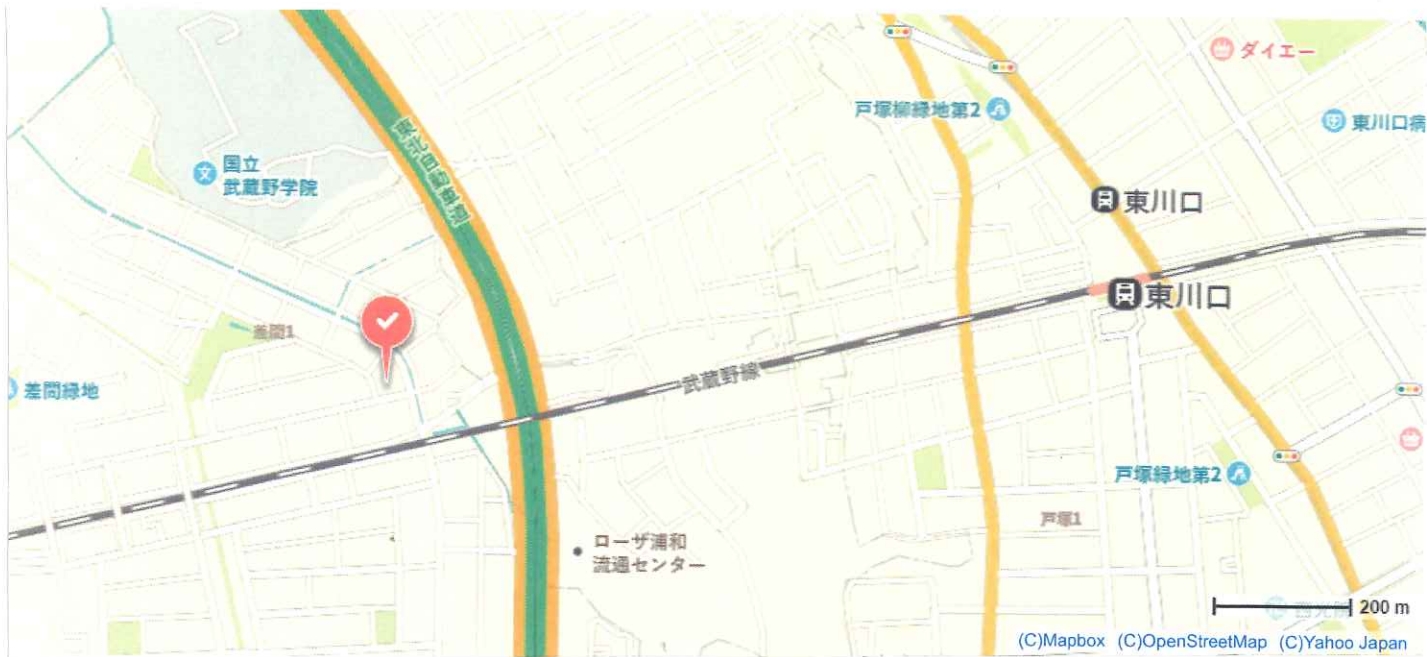 ダイエー
戸塚柳緑地第2
東川口病
国立
武蔵野学院
東北自動車道
東川口
東川口
差間1
差間緑地
武蔵野線
戸塚緑地第2
戸塚1
ローザ浦和
流通センター
200 m
(C)Mapbox (C)OpenStreetMap (C)Yahoo Japan